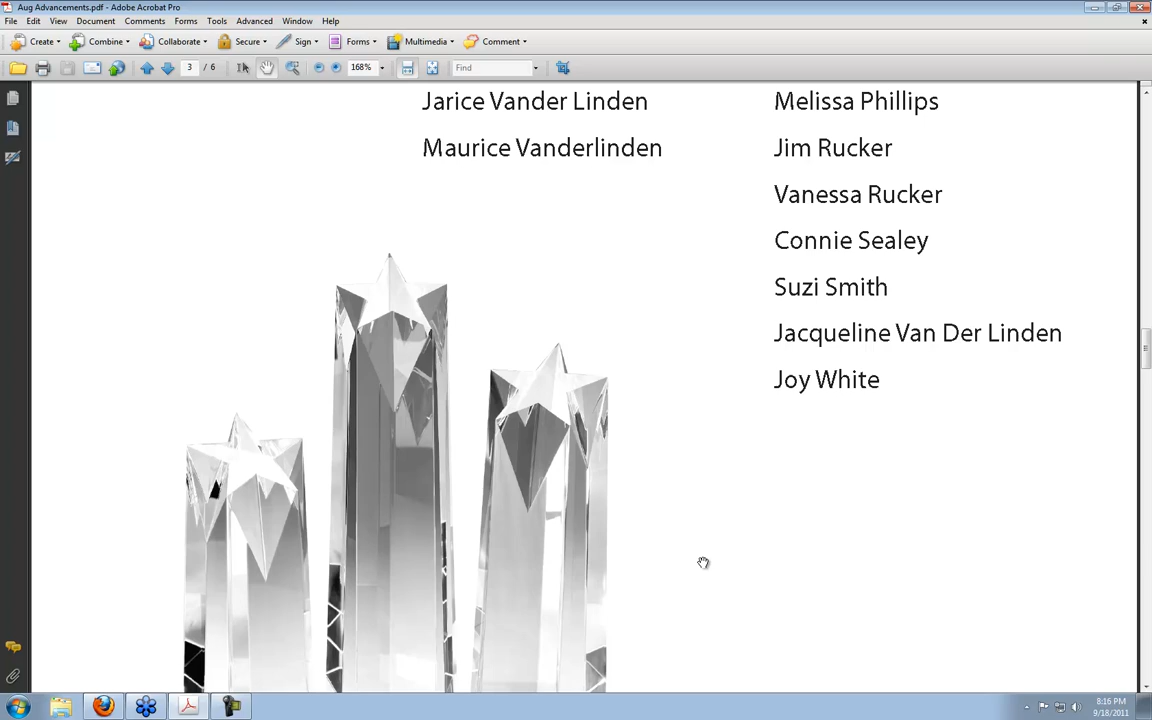 Aug Advancements.pdf - Adobe Acrobat Pro
File Edit View Document Comments Forms Tools Advanced Window Help
Create Combine Collaborate Secure Sign Forms Multimedia Comment
3 / 6 168% Find
Jarice Vander Linden
Maurice Vanderlinden
Melissa Phillips
Jim Rucker
Vanessa Rucker
Connie Sealey
Suzi Smith
Jacqueline Van Der Linden
Joy White
8:16 PM
9/18/2011